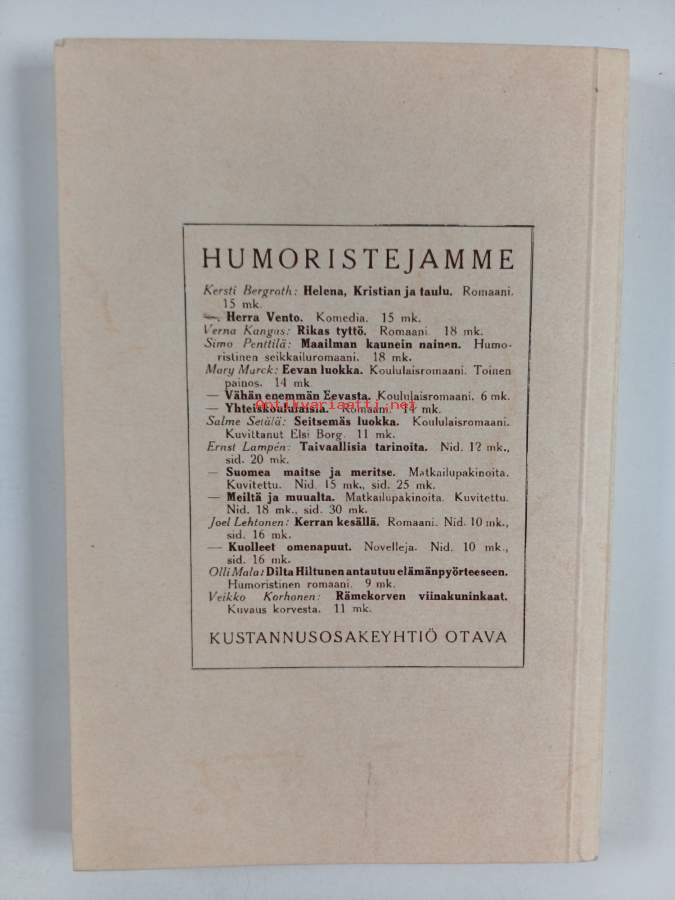 HUMORISTEJAMME
Kersti Bergroth: Helena, Kristian ja taulu. Romaani.
15 mk.
—. Herra Vento. Komedia. 15 mk.
Verna Kangas: Rikas tyttö. Romaani. 18 mk.
Simo Penttilä: Maailman kaunein nainen. Humo-
ristinen seikkailuromaani. 18 mk.
Mary Marck: Eevan luokka. Koululaisromaani. Toinen
painos. 14 mk
— Vähän enemmän Eevasta. Koululaisromaani. 6 mk.
— Yhteiskoululaisia. Romaani. 14 mk.
antikvariaatti.net
Salme Setälä: Seitsemäs luokka. Koululaisromaani.
Kuvittanut Elsi Borg. 11 mk.
Ernst Lampén: Taivaallisia tarinoita. Nid. 12 mk.,
sid. 20 mk.
— Suomea maitse ja meritse. Matkailupakinoita.
Kuvitettu. Nid. 15 mk., sid. 25 mk.
— Meiltä ja muualta. Matkailupakinoita. Kuvitettu.
Nid. 18 mk., sid. 30 mk.
Joel Lehtonen: Kerran kesällä. Romaani. Nid. 10 mk.,
sid. 16 mk.
— Kuolleet omenapuut. Novelleja. Nid. 10 mk.,
sid. 16 mk.
Olli Mala: Dilta Hiltunen antautuu elämänpyörteeseen.
Humoristinen romaani. 9 mk.
Veikko Korhonen: Rämekorven viinakuninkaat.
Kuvaus korvesta. 11 mk.
KUSTANNUSOSAKEYHTIÖ OTAVA